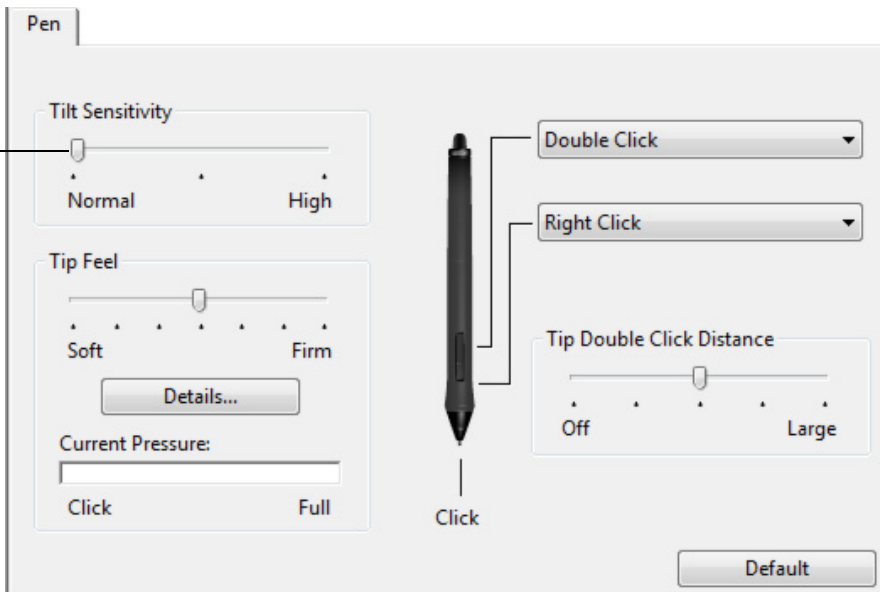 Pen
Tilt Sensitivity
Normal High
Tip Feel
Soft Firm
Details...
Current Pressure:
Click Full
Double Click
Right Click
Click
Tip Double Click Distance
Off Large
Default